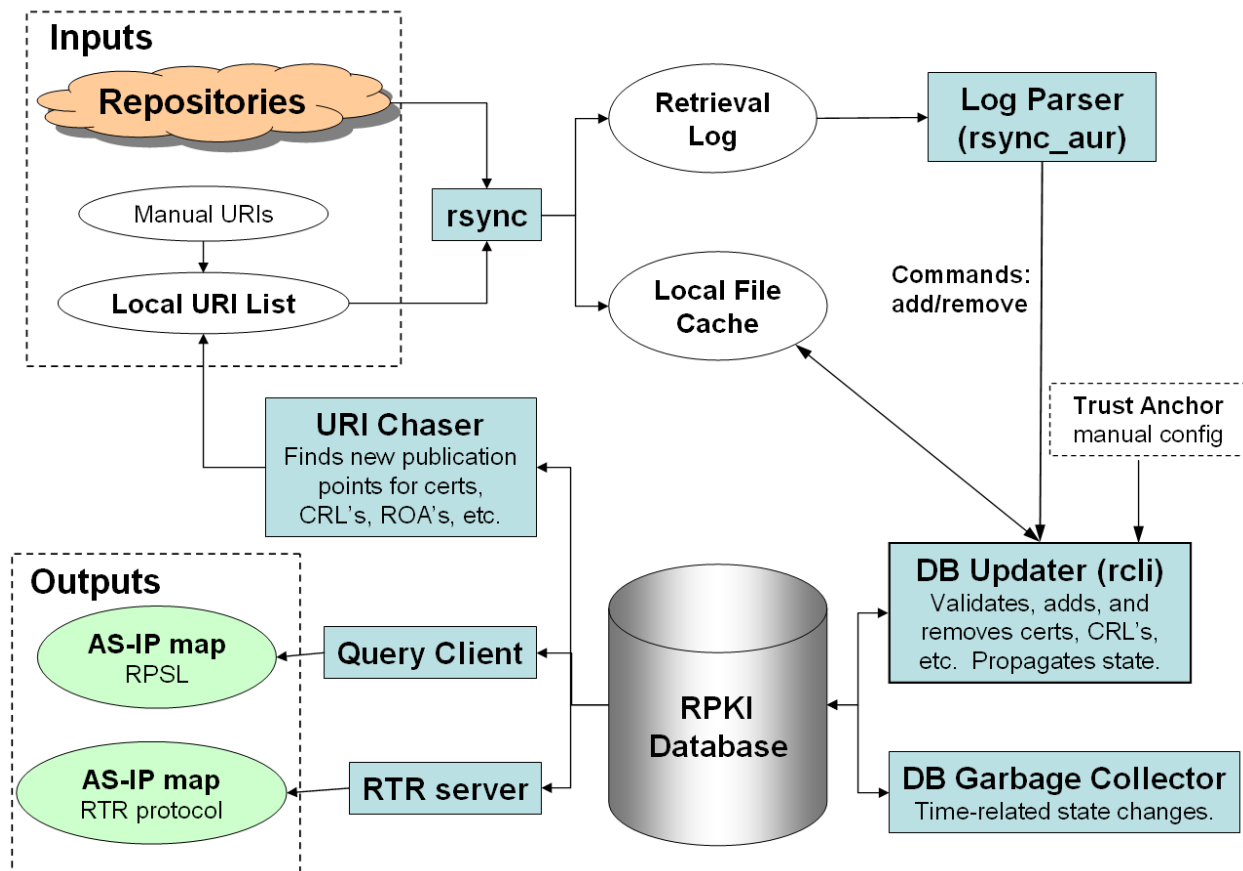 Inputs
Repositories
Manual URIs
Local URI List
rsync
Retrieval
Log
Local File
Cache
Log Parser
(rsync_aur)
Commands:
add/remove
Trust Anchor
manual config
URI Chaser
Finds new publication
points for certs,
CRL's, ROA's, etc.
DB Updater (rcli)
Validates, adds, and
removes certs, CRL's,
etc. Propagates state.
Outputs
AS-IP map
RPSL
Query Client
RPKI
Database
AS-IP map
RTR protocol
RTR server
DB Garbage Collector
Time-related state changes.